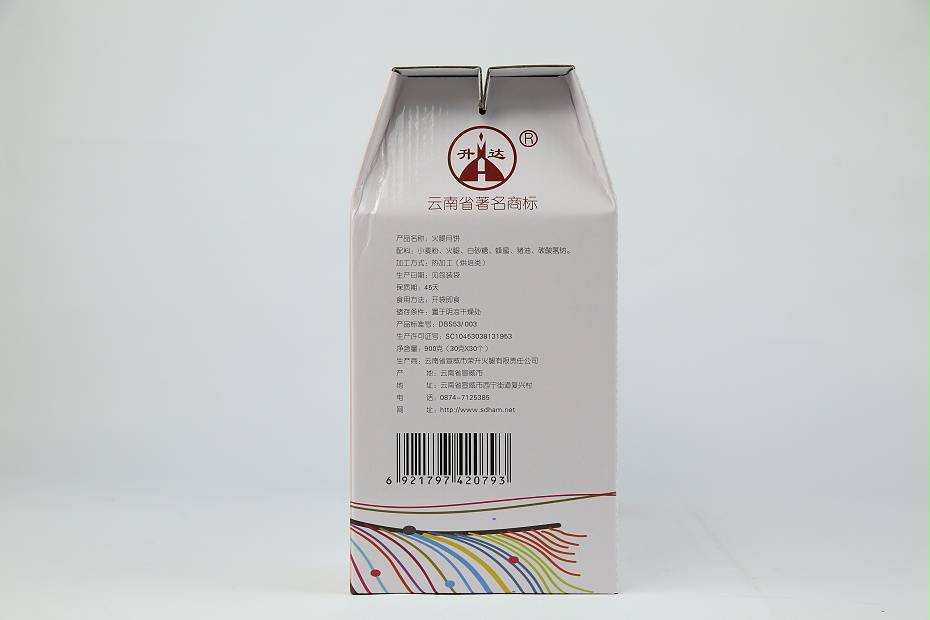 升达
®
云南省著名商标
产品名称：火腿月饼
配料：小麦粉、火腿、白砂糖、蜂蜜、猪油、碳酸氢钠。
加工方式：热加工（烘焙类）
生产日期：见包装袋
保质期：45天
食用方法：开袋即食
储存条件：置于阴凉干燥处
产品标准号：DBS53/003
生产许可证号：SC10453038131953
净含量：900克（30克X30个）
生产商：云南省宣威市荣升火腿有限责任公司
产 地：云南省宣威市
地 址：云南省宣威市西宁街道复兴村
电 话：0874-7125385
网 址：http://www.sdham.net
6 921797 420793